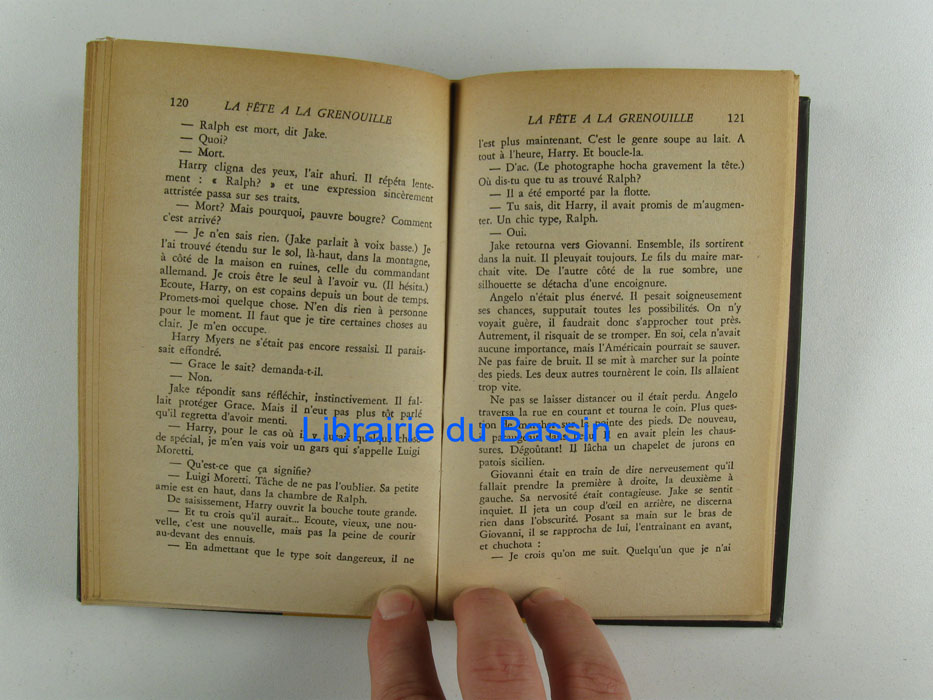 120 LA FÊTE A LA GRENOUILLE
— Ralph est mort, dit Jake.
— Quoi?
— Mort.
Harry cligna des yeux, l'air ahuri. Il répéta lente-
ment : « Ralph? » et une expression sincèrement
attristée passa sur ses traits.
— Mort? Mais pourquoi, pauvre bougre? Comment
c'est arrivé?
— Je n'en sais rien. (Jake parlait à voix basse.) Je
l'ai trouvé étendu sur le sol, là-haut, dans la montagne,
à côté de la maison en ruines, celle du commandant
allemand. Je crois être le seul à l'avoir vu. (Il hésita.)
Ecoute, Harry, on est copains depuis un bout de temps.
Promets-moi quelque chose. N'en dis rien à personne
pour le moment. Il faut que je tire certaines choses au
clair. Je m'en occupe.
Harry Myers ne s'était pas encore ressaisi. Il parais-
sait effondré.
— Grace le sait? demanda-t-il.
— Non.
Jake répondit sans réfléchir, instinctivement. Il fal-
lait protéger Grace. Mais il n'eut pas plus tôt parlé
qu'il regretta d'avoir menti.
— Harry, pour le cas où il y aurait quelque chose
de spécial, je m'en vais voir un gars qui s'appelle Luigi
Moretti.
— Qu'est-ce que ça signifie?
— Luigi Moretti. Tâche de ne pas l'oublier. Sa petite
amie est en haut, dans la chambre de Ralph.
De saisissement, Harry ouvrit la bouche toute grande.
— Et tu crois qu'il aurait... Ecoute, vieux, une nou-
velle, c'est une nouvelle, mais pas la peine de courir
au-devant des ennuis.
— En admettant que le type soit dangereux, il ne
LA FÊTE A LA GRENOUILLE 121
l'est plus maintenant. C'est le genre soupe au lait. A
tout à l'heure, Harry. Et boucle-la.
— D'ac. (Le photographe hocha gravement la tête.)
Où dis-tu que tu as trouvé Ralph?
— Il a été emporté par la flotte.
— Tu sais, dit Harry, il avait promis de m'augmen-
ter. Un chic type, Ralph.
— Oui.
Jake retourna vers Giovanni. Ensemble, ils sortirent
dans la nuit. Il pleuvait toujours. Le fils du maire mar-
chait vite. De l'autre côté de la rue sombre, une
silhouette se détacha d'une encoignure.
Angelo n'était plus énervé. Il pesait soigneusement
ses chances, supputait toutes les possibilités. On n'y
voyait guère, il faudrait donc s'approcher tout près.
Autrement, il risquait de se tromper. En soi, cela n'avait
aucune importance, mais l'Américain pourrait se sauver.
Ne pas faire de bruit. Il se mit à marcher sur la pointe
des pieds. Les deux autres tournèrent le coin. Ils allaient
trop vite.
Ne pas se laisser distancer ou il était perdu. Angelo
traversa la rue en courant et tourna le coin. Plus ques-
tion de marcher sur la pointe des pieds. De nouveau,
pataugeait dans l'eau. Il en avait plein les chaus-
sures. Dégoûtant! Il lâcha un chapelet de jurons en
patois sicilien.
Giovanni était en train de dire nerveusement qu'il
fallait prendre la première à droite, la deuxième à
gauche. Sa nervosité était contagieuse. Jake se sentit
inquiet. Il jeta un coup d'œil en arrière, ne discerna
rien dans l'obscurité. Posant sa main sur le bras de
Giovanni, il se rapprocha de lui, l'entraînant en avant,
et chuchota :
— Je crois qu'on me suit. Quelqu'un que je n'ai
Librairie du Bassin